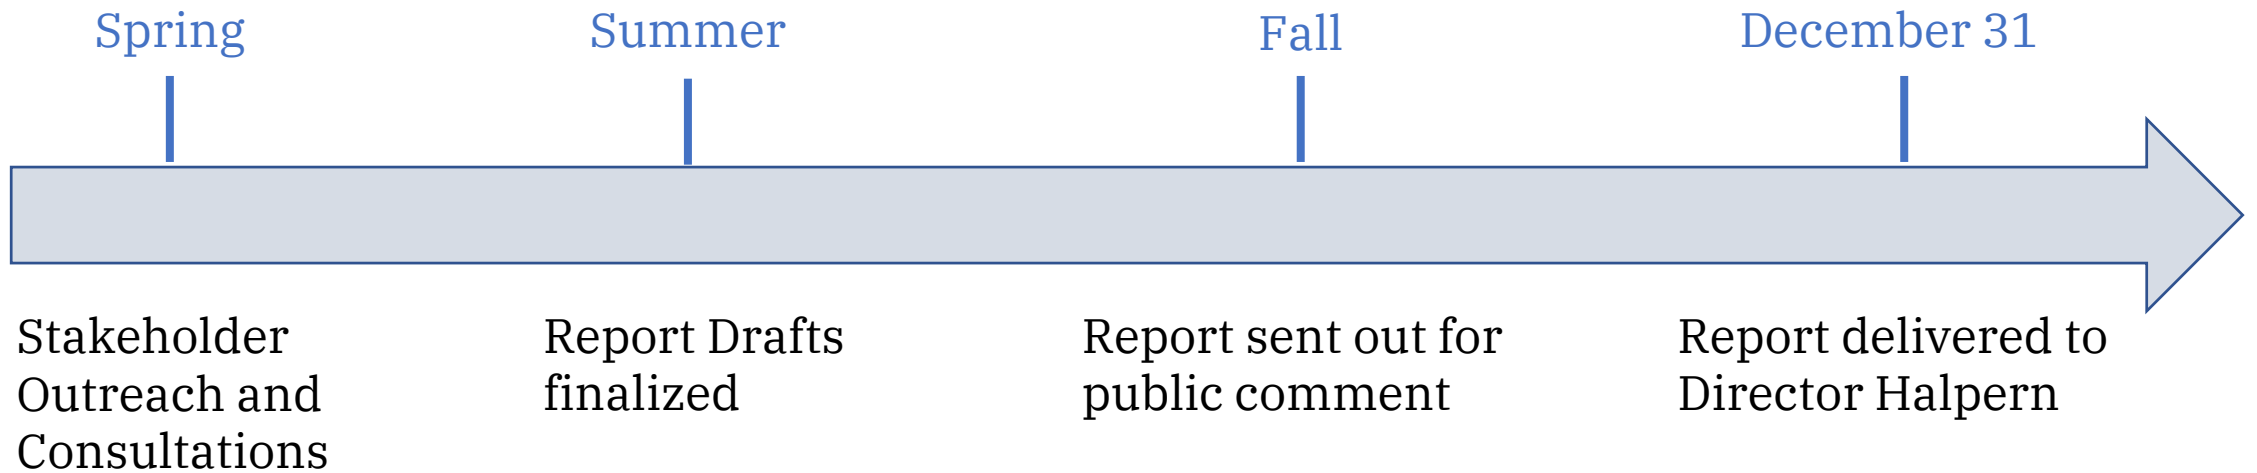 Spring
Summer
Fall
December 31
Stakeholder
Outreach and
Consultations
Report Drafts
finalized
Report sent out for
public comment
Report delivered to
Director Halpern